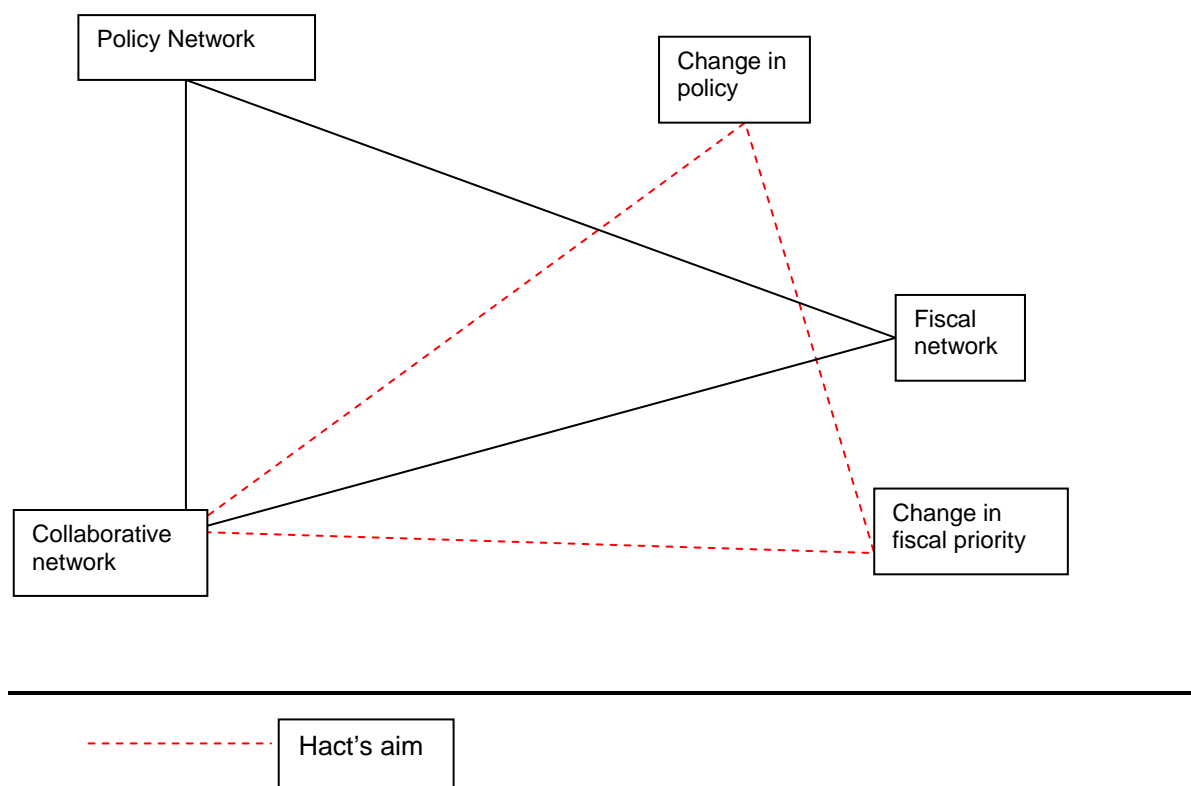 Policy Network
Change in
policy
Fiscal
network
Change in
fiscal priority
Collaborative
network
Hact's aim